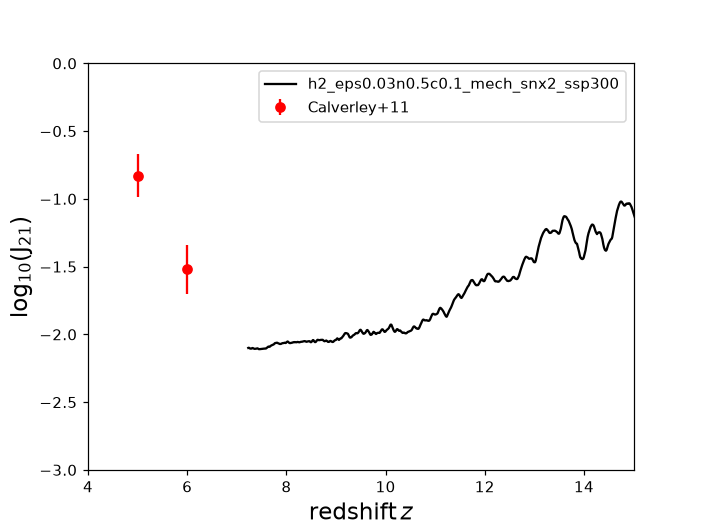 h2_eps0.03n0.5c0.1_mech_snx2_ssp300
Calverley+11
0.0
−0.5
−1.0
−1.5
−2.0
−2.5
−3.0
log₁₀(J₂₁)
4 6 8 10 12 14
redshift z